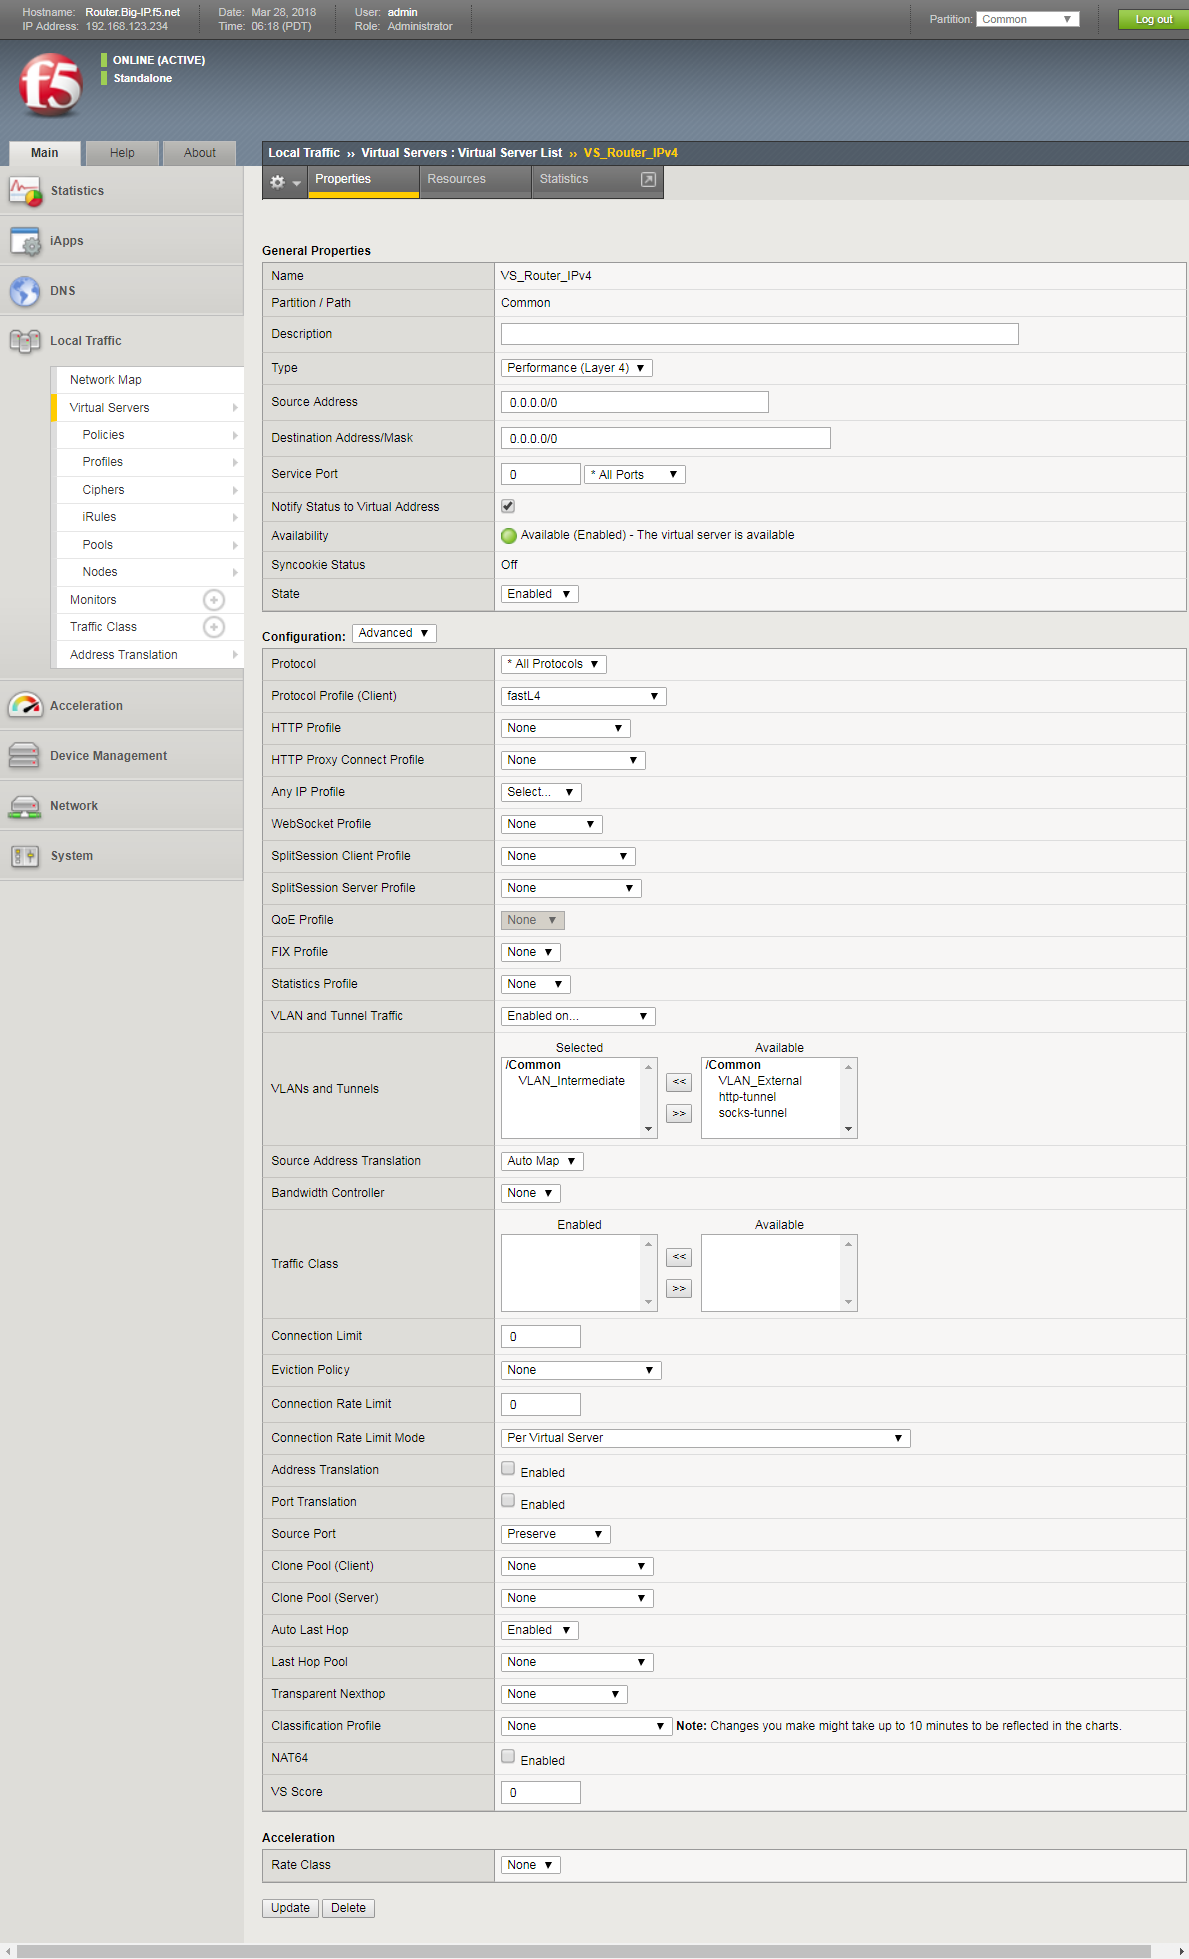 Hostname: Router.Big-IP.f5.net Date: Mar 28, 2018 User: admin
IP Address: 192.168.123.234 Time: 06:18 (PDT) Role: Administrator
Partition: Common
Log out
f5
ONLINE (ACTIVE)
Standalone
Main Help About
Local Traffic ›› Virtual Servers : Virtual Server List ›› VS_Router_IPv4
Properties Resources Statistics
Statistics
iApps
DNS
Local Traffic
Network Map
Virtual Servers
Policies
Profiles
Ciphers
iRules
Pools
Nodes
Monitors
Traffic Class
Address Translation
Acceleration
Device Management
Network
System
General Properties
Name VS_Router_IPv4
Partition / Path Common
Description
Type Performance (Layer 4)
Source Address 0.0.0.0/0
Destination Address/Mask 0.0.0.0/0
Service Port 0 * All Ports
Notify Status to Virtual Address
Availability Available (Enabled) - The virtual server is available
Syncookie Status Off
State Enabled
Configuration: Advanced
Protocol * All Protocols
Protocol Profile (Client) fastL4
HTTP Profile None
HTTP Proxy Connect Profile None
Any IP Profile Select...
WebSocket Profile None
SplitSession Client Profile None
SplitSession Server Profile None
QoE Profile None
FIX Profile None
Statistics Profile None
VLAN and Tunnel Traffic Enabled on...
VLANs and Tunnels
Selected Available
/Common /Common
VLAN_Intermediate << VLAN_External
http-tunnel
>> socks-tunnel
Source Address Translation Auto Map
Bandwidth Controller None
Traffic Class
Enabled Available
<<
>>
Connection Limit 0
Eviction Policy None
Connection Rate Limit 0
Connection Rate Limit Mode Per Virtual Server
Address Translation Enabled
Port Translation Enabled
Source Port Preserve
Clone Pool (Client) None
Clone Pool (Server) None
Auto Last Hop Enabled
Last Hop Pool None
Transparent Nexthop None
Classification Profile None Note: Changes you make might take up to 10 minutes to be reflected in the charts.
NAT64 Enabled
VS Score 0
Acceleration
Rate Class None
Update Delete